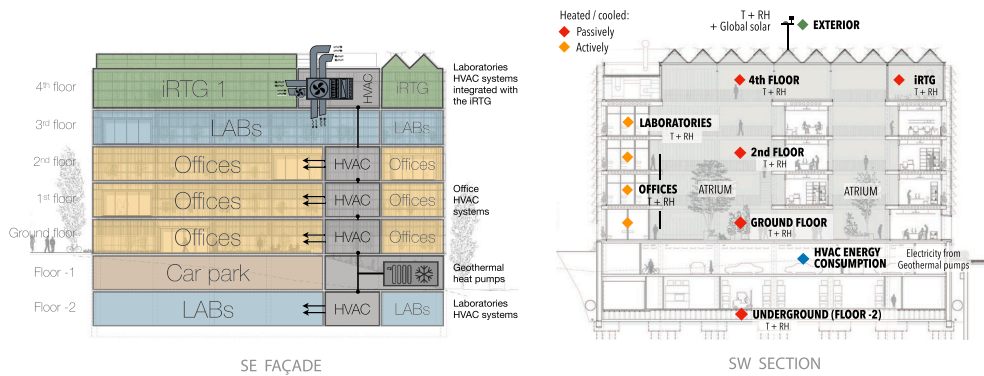 4th floor
iRTG 1
HVAC
iRTG
Laboratories
HVAC systems
integrated with
the iRTG
3rd floor
LABs
LABs
2nd floor
Offices
HVAC
Offices
1st floor
Offices
HVAC
Offices
Office
HVAC
systems
Ground floor
Offices
HVAC
Offices
Floor -1
Car park
Geothermal
heat pumps
Floor -2
LABs
HVAC
LABs
Laboratories
HVAC systems
SE FAÇADE
Heated / cooled:
Passively
Actively
T + RH
+ Global solar
EXTERIOR
4th FLOOR
T + RH
iRTG
T + RH
LABORATORIES
T + RH
2nd FLOOR
T + RH
OFFICES
T + RH
ATRIUM
ATRIUM
GROUND FLOOR
T + RH
HVAC ENERGY
CONSUMPTION
Electricity from
Geothermal pumps
UNDERGROUND (FLOOR -2)
T + RH
SW SECTION